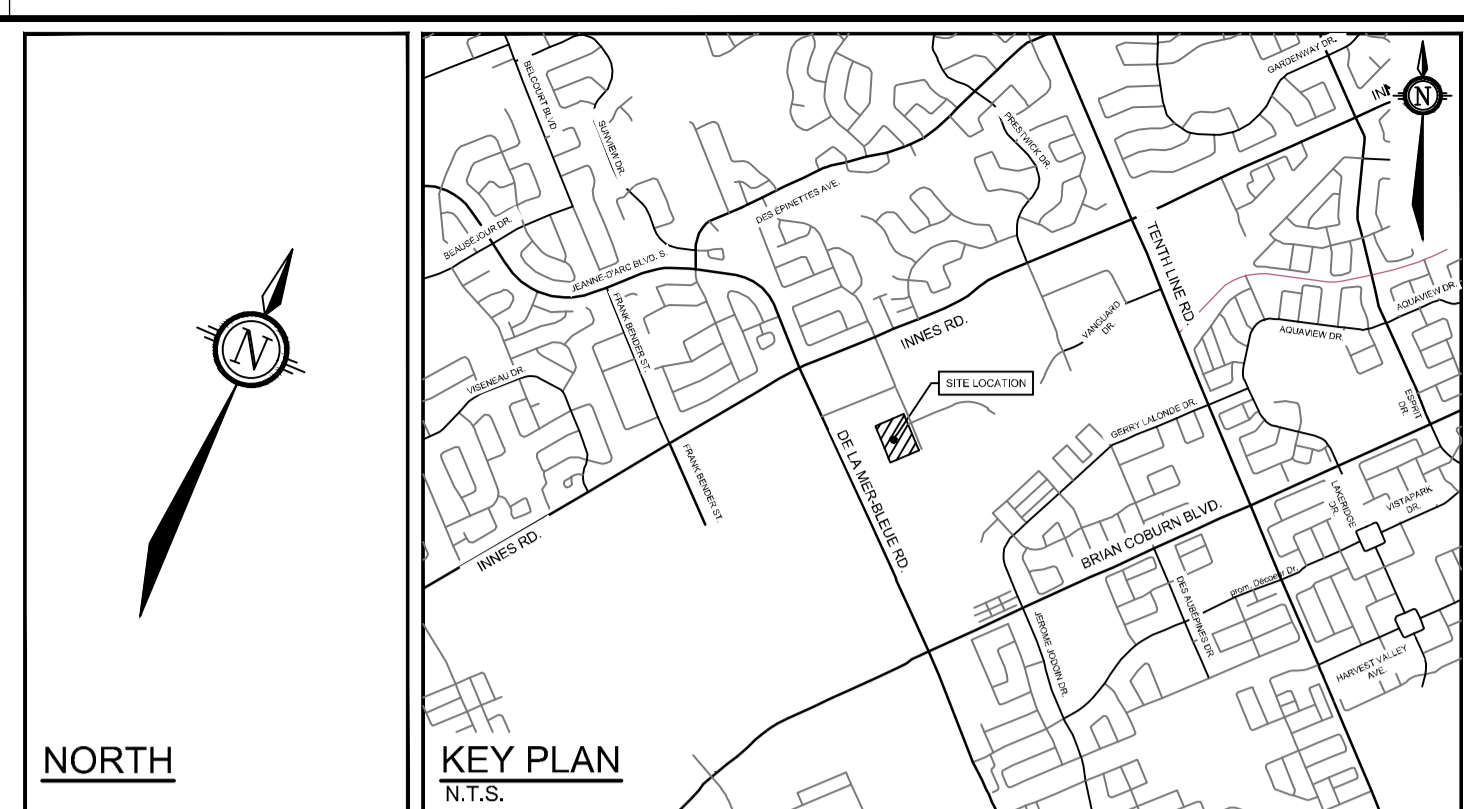 N
NORTH
BELCOURT BLVD.
SUNVIEW DR.
GARDENWAY DR.
N
PRESTWICK DR.
DES ÉPINETTES AVE.
BEAUSÉJOUR DR.
JEANNE-D'ARC BLVD. S.
TENTH LINE RD.
FRANK BENDER ST.
INNES RD.
VANGUARD
DR.
AQUAVIEW DR.
AQUAVIEW DR.
VISENEAU DR.
SITE LOCATION
ESPRIT
DR.
GERRY LALONDE DR.
DE LA MER-BLEUE RD.
FRANK BENDER ST.
LAKERIDGE
DR.
VISTAPARK
DR.
INNES RD.
BRIAN COBURN BLVD.
DES AUBÉPINES DR.
prom. Décoeur Dr.
JEROME JODOIN DR.
HARVEST VALLEY
AVE.
KEY PLAN
N.T.S.